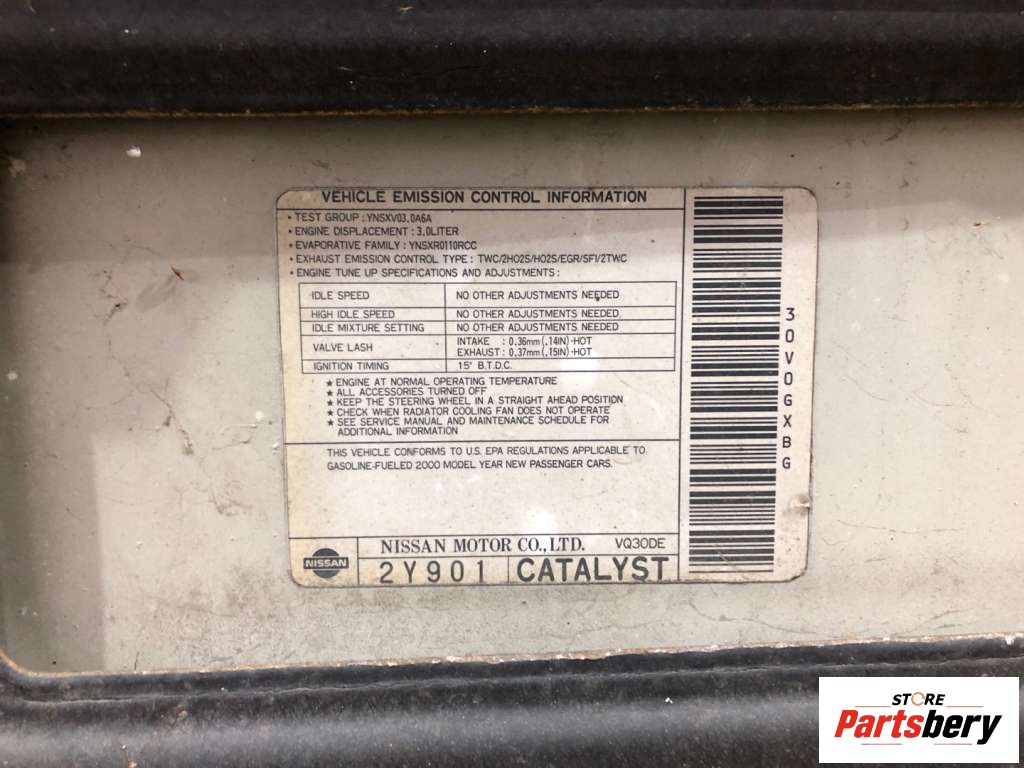 VEHICLE EMISSION CONTROL INFORMATION
• TEST GROUP : YNSXV03.0A6A
• ENGINE DISPLACEMENT : 3.0LITER
• EVAPORATIVE FAMILY : YNSXR0110RCC
• EXHAUST EMISSION CONTROL TYPE : TWC/2HO2S/HO2S/EGR/SFI/2TWC
• ENGINE TUNE UP SPECIFICATIONS AND ADJUSTMENTS :
IDLE SPEED NO OTHER ADJUSTMENTS NEEDED
HIGH IDLE SPEED NO OTHER ADJUSTMENTS NEEDED
IDLE MIXTURE SETTING NO OTHER ADJUSTMENTS NEEDED
VALVE LASH INTAKE : 0.36mm(.14IN)-HOT
EXHAUST : 0.37mm(.15IN)-HOT
IGNITION TIMING 15° B.T.D.C.
★ ENGINE AT NORMAL OPERATING TEMPERATURE
★ ALL ACCESSORIES TURNED OFF
★ KEEP THE STEERING WHEEL IN A STRAIGHT AHEAD POSITION
★ CHECK WHEN RADIATOR COOLING FAN DOES NOT OPERATE
★ SEE SERVICE MANUAL AND MAINTENANCE SCHEDULE FOR
ADDITIONAL INFORMATION
THIS VEHICLE CONFORMS TO U.S. EPA REGULATIONS APPLICABLE TO
GASOLINE-FUELED 2000 MODEL YEAR NEW PASSENGER CARS.
NISSAN
NISSAN MOTOR CO., LTD. VQ30DE
2Y901 CATALYST
30V0GXBG
STORE
Partsbery